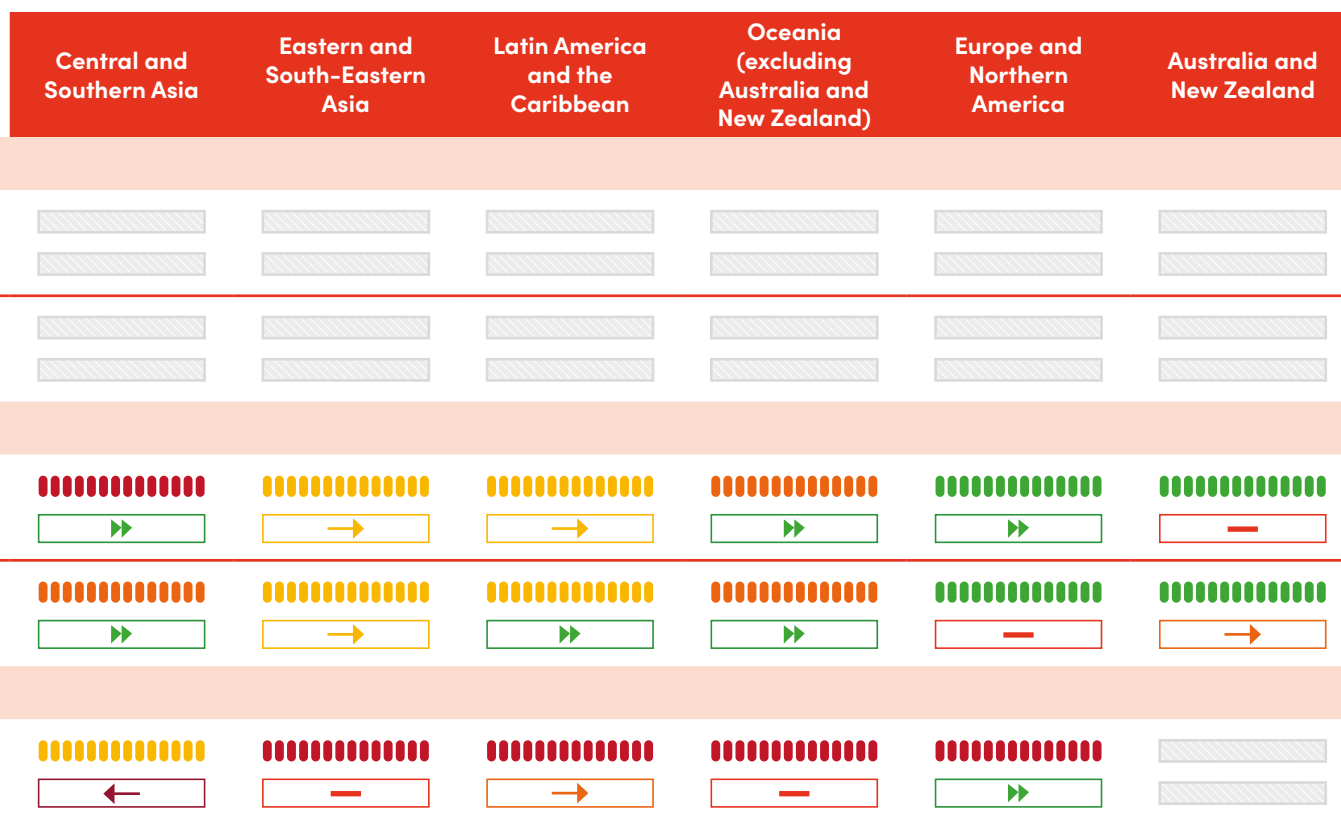 Central and
Southern Asia
Eastern and
South-Eastern
Asia
Latin America
and the
Caribbean
Oceania
(excluding
Australia and
New Zealand)
Europe and
Northern
America
Australia and
New Zealand